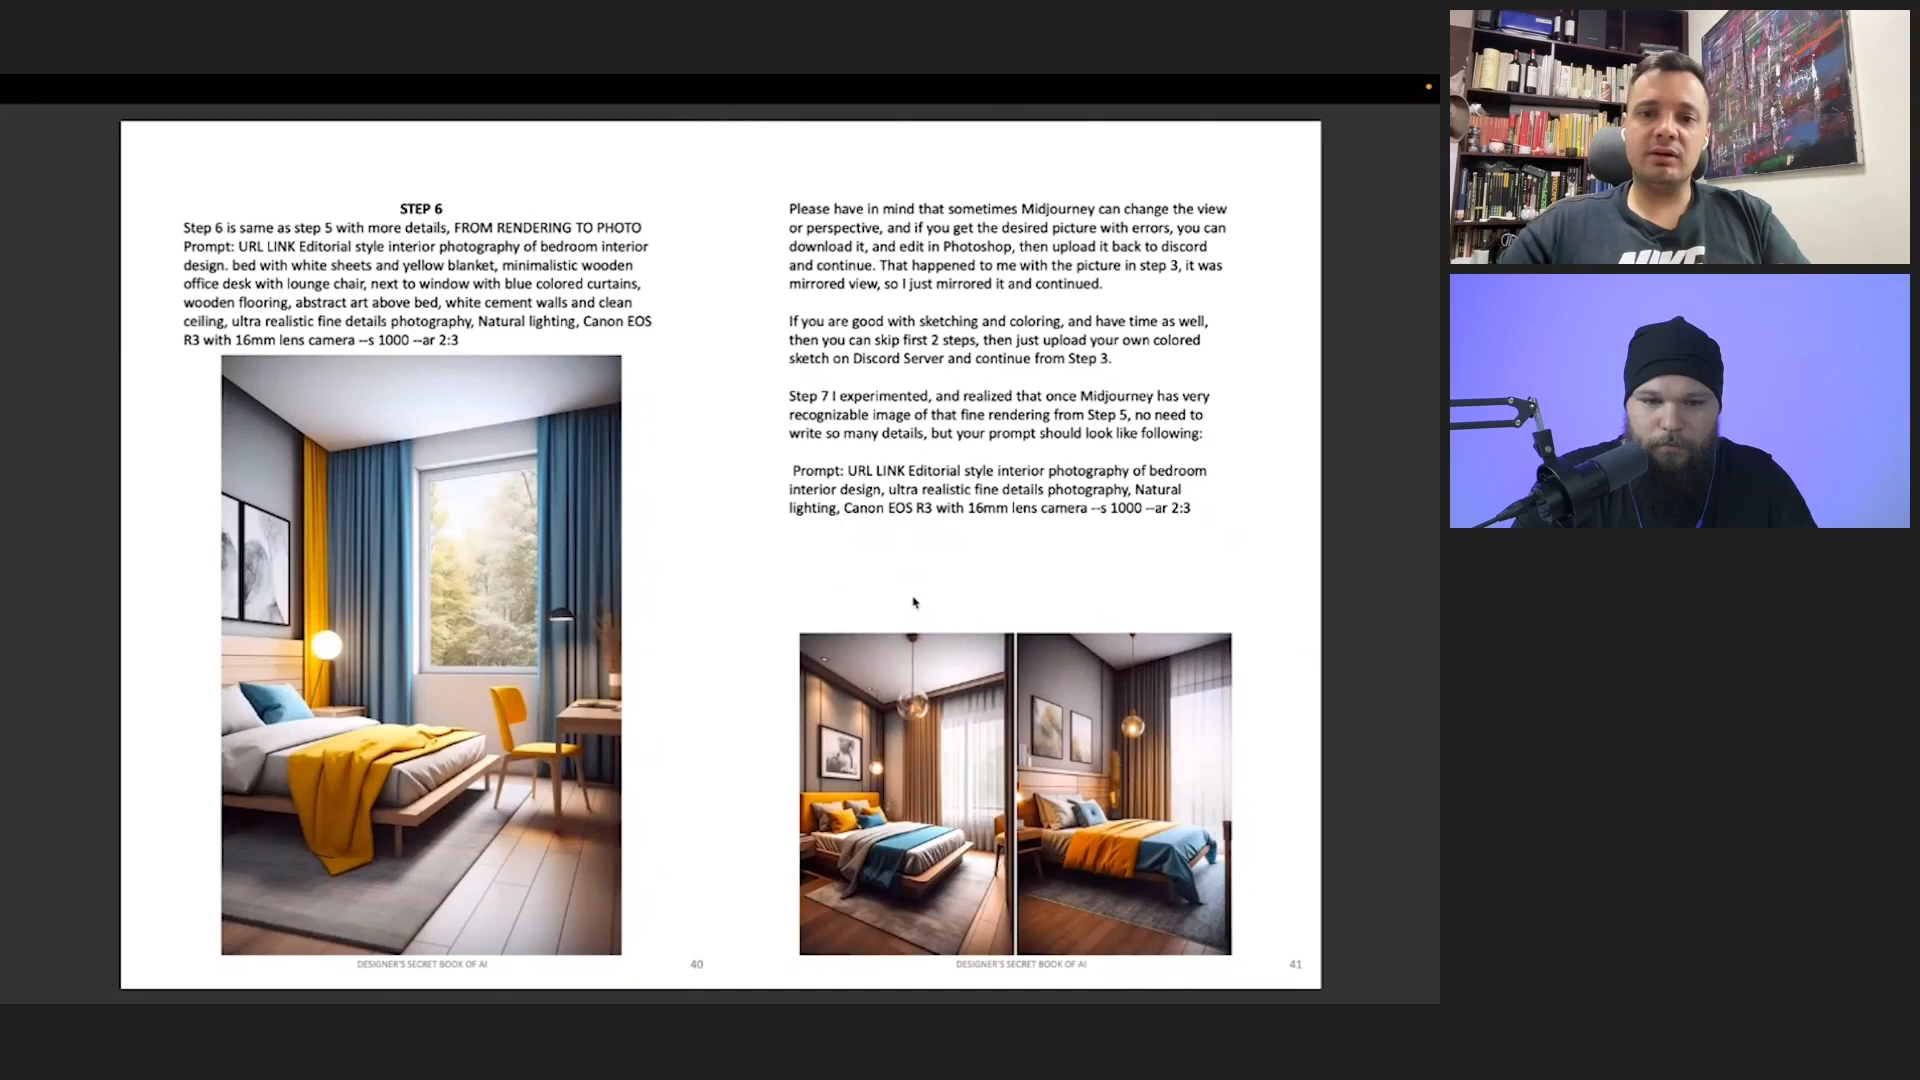 STEP 6
Step 6 is same as step 5 with more details, FROM RENDERING TO PHOTO
Prompt: URL LINK Editorial style interior photography of bedroom interior
design. bed with white sheets and yellow blanket, minimalistic wooden
office desk with lounge chair, next to window with blue colored curtains,
wooden flooring, abstract art above bed, white cement walls and clean
ceiling, ultra realistic fine details photography, Natural lighting, Canon EOS
R3 with 16mm lens camera --s 1000 --ar 2:3
DESIGNER'S SECRET BOOK OF AI
40
Please have in mind that sometimes Midjourney can change the view
or perspective, and if you get the desired picture with errors, you can
download it, and edit in Photoshop, then upload it back to discord
and continue. That happened to me with the picture in step 3, it was
mirrored view, so I just mirrored it and continued.
If you are good with sketching and coloring, and have time as well,
then you can skip first 2 steps, then just upload your own colored
sketch on Discord Server and continue from Step 3.
Step 7 I experimented, and realized that once Midjourney has very
recognizable image of that fine rendering from Step 5, no need to
write so many details, but your prompt should look like following:
Prompt: URL LINK Editorial style interior photography of bedroom
interior design, ultra realistic fine details photography, Natural
lighting, Canon EOS R3 with 16mm lens camera --s 1000 --ar 2:3
DESIGNER'S SECRET BOOK OF AI
41
NIKE